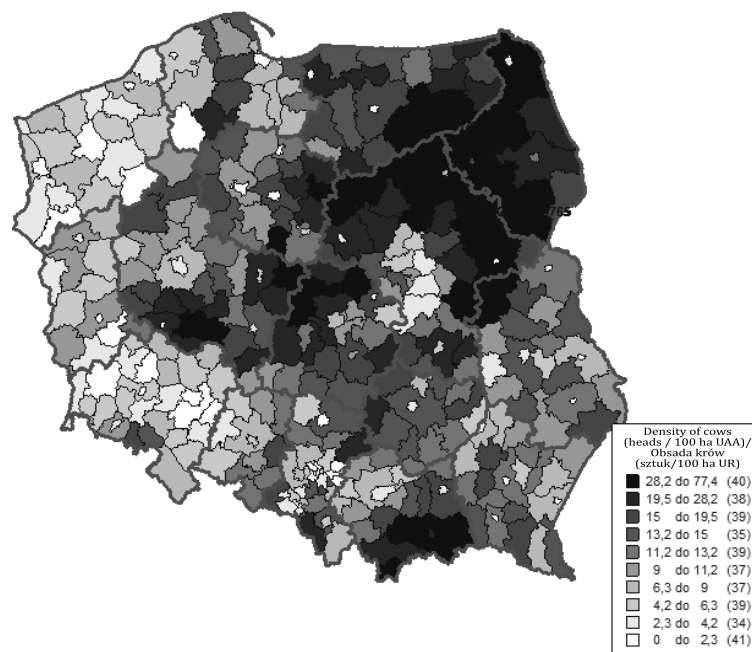 765
Density of cows
(heads / 100 ha UAA)/
Obsada krów
(sztuk/100 ha UR)
28,2 do 77,4 (40)
19,5 do 28,2 (38)
15 do 19,5 (39)
13,2 do 15 (35)
11,2 do 13,2 (39)
9 do 11,2 (37)
6,3 do 9 (37)
4,2 do 6,3 (39)
2,3 do 4,2 (34)
0 do 2,3 (41)